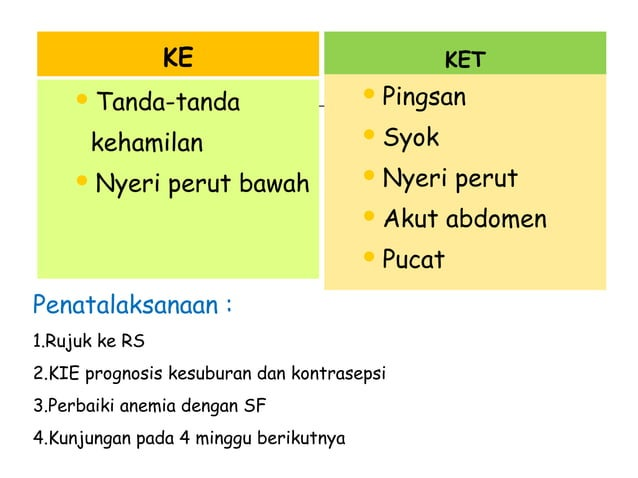 KE
Tanda-tanda
kehamilan
Nyeri perut bawah
KET
Pingsan
Syok
Nyeri perut
Akut abdomen
Pucat
Penatalaksanaan :
1.Rujuk ke RS
2.KIE prognosis kesuburan dan kontrasepsi
3.Perbaiki anemia dengan SF
4.Kunjungan pada 4 minggu berikutnya